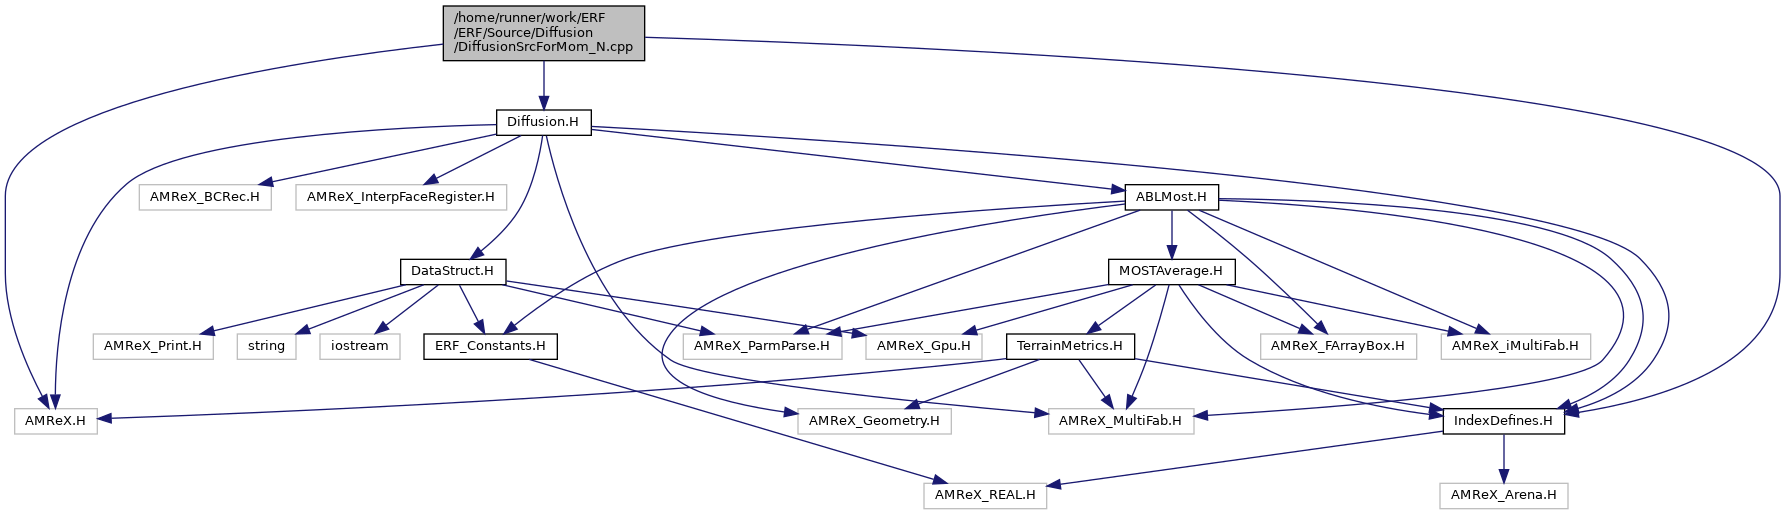 /home/runner/work/ERF
/ERF/Source/Diffusion
/DiffusionSrcForMom_N.cpp
Diffusion.H
AMReX_BCRec.H
AMReX_InterpFaceRegister.H
ABLMost.H
DataStruct.H
MOSTAverage.H
AMReX_Print.H
string
iostream
ERF_Constants.H
AMReX_ParmParse.H
AMReX_Gpu.H
TerrainMetrics.H
AMReX_FArrayBox.H
AMReX_iMultiFab.H
AMReX.H
AMReX_Geometry.H
AMReX_MultiFab.H
IndexDefines.H
AMReX_REAL.H
AMReX_Arena.H